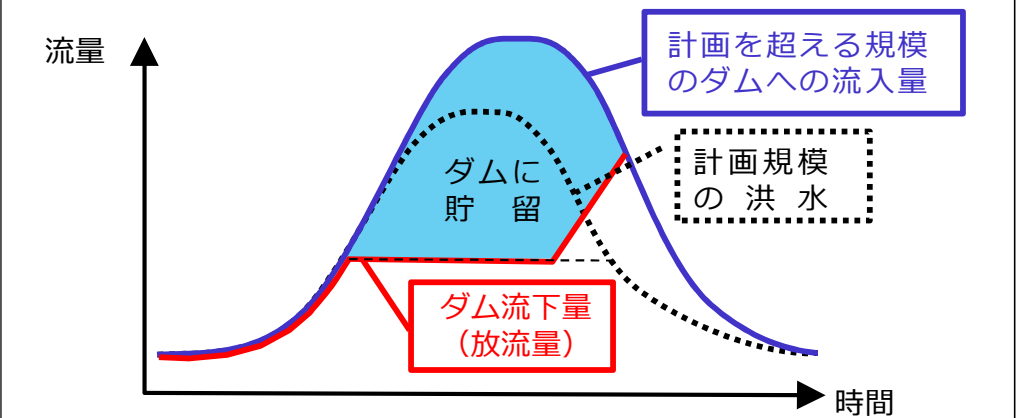 流量
計画を超える規模
のダムへの流入量
計画規模
の洪水
ダムに
貯留
ダム流下量
（放流量）
時間